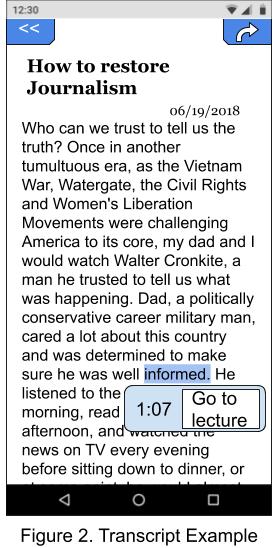 12:30
<<
How to restore
Journalism
06/19/2018
Who can we trust to tell us the
truth? Once in another
tumultuous era, as the Vietnam
War, Watergate, the Civil Rights
and Women's Liberation
Movements were challenging
America to its core, my dad and I
would watch Walter Cronkite, a
man he trusted to tell us what
was happening. Dad, a politically
conservative career military man,
cared a lot about this country
and was determined to make
sure he was well informed. He
listened to the
morning, read
1:07 Go to
lecture
afternoon, and watched the
news on TV every evening
before sitting down to dinner, or
Figure 2. Transcript Example